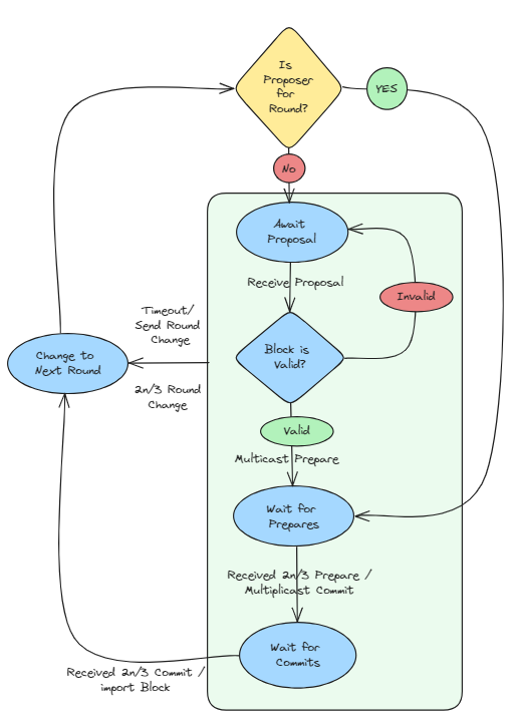 Is
Proposer
for
Round?
YES
No
Await
Proposal
Receive Proposal
Invalid
Timeout/
Send Round
Change
Block is
Valid?
Change to
Next Round
2n/3 Round
Change
Valid
Multicast Prepare
Wait for
Prepares
Received 2n/3 Prepare /
Multiplicast Commit
Wait for
Commits
Received 2n/3 Commit /
import Block